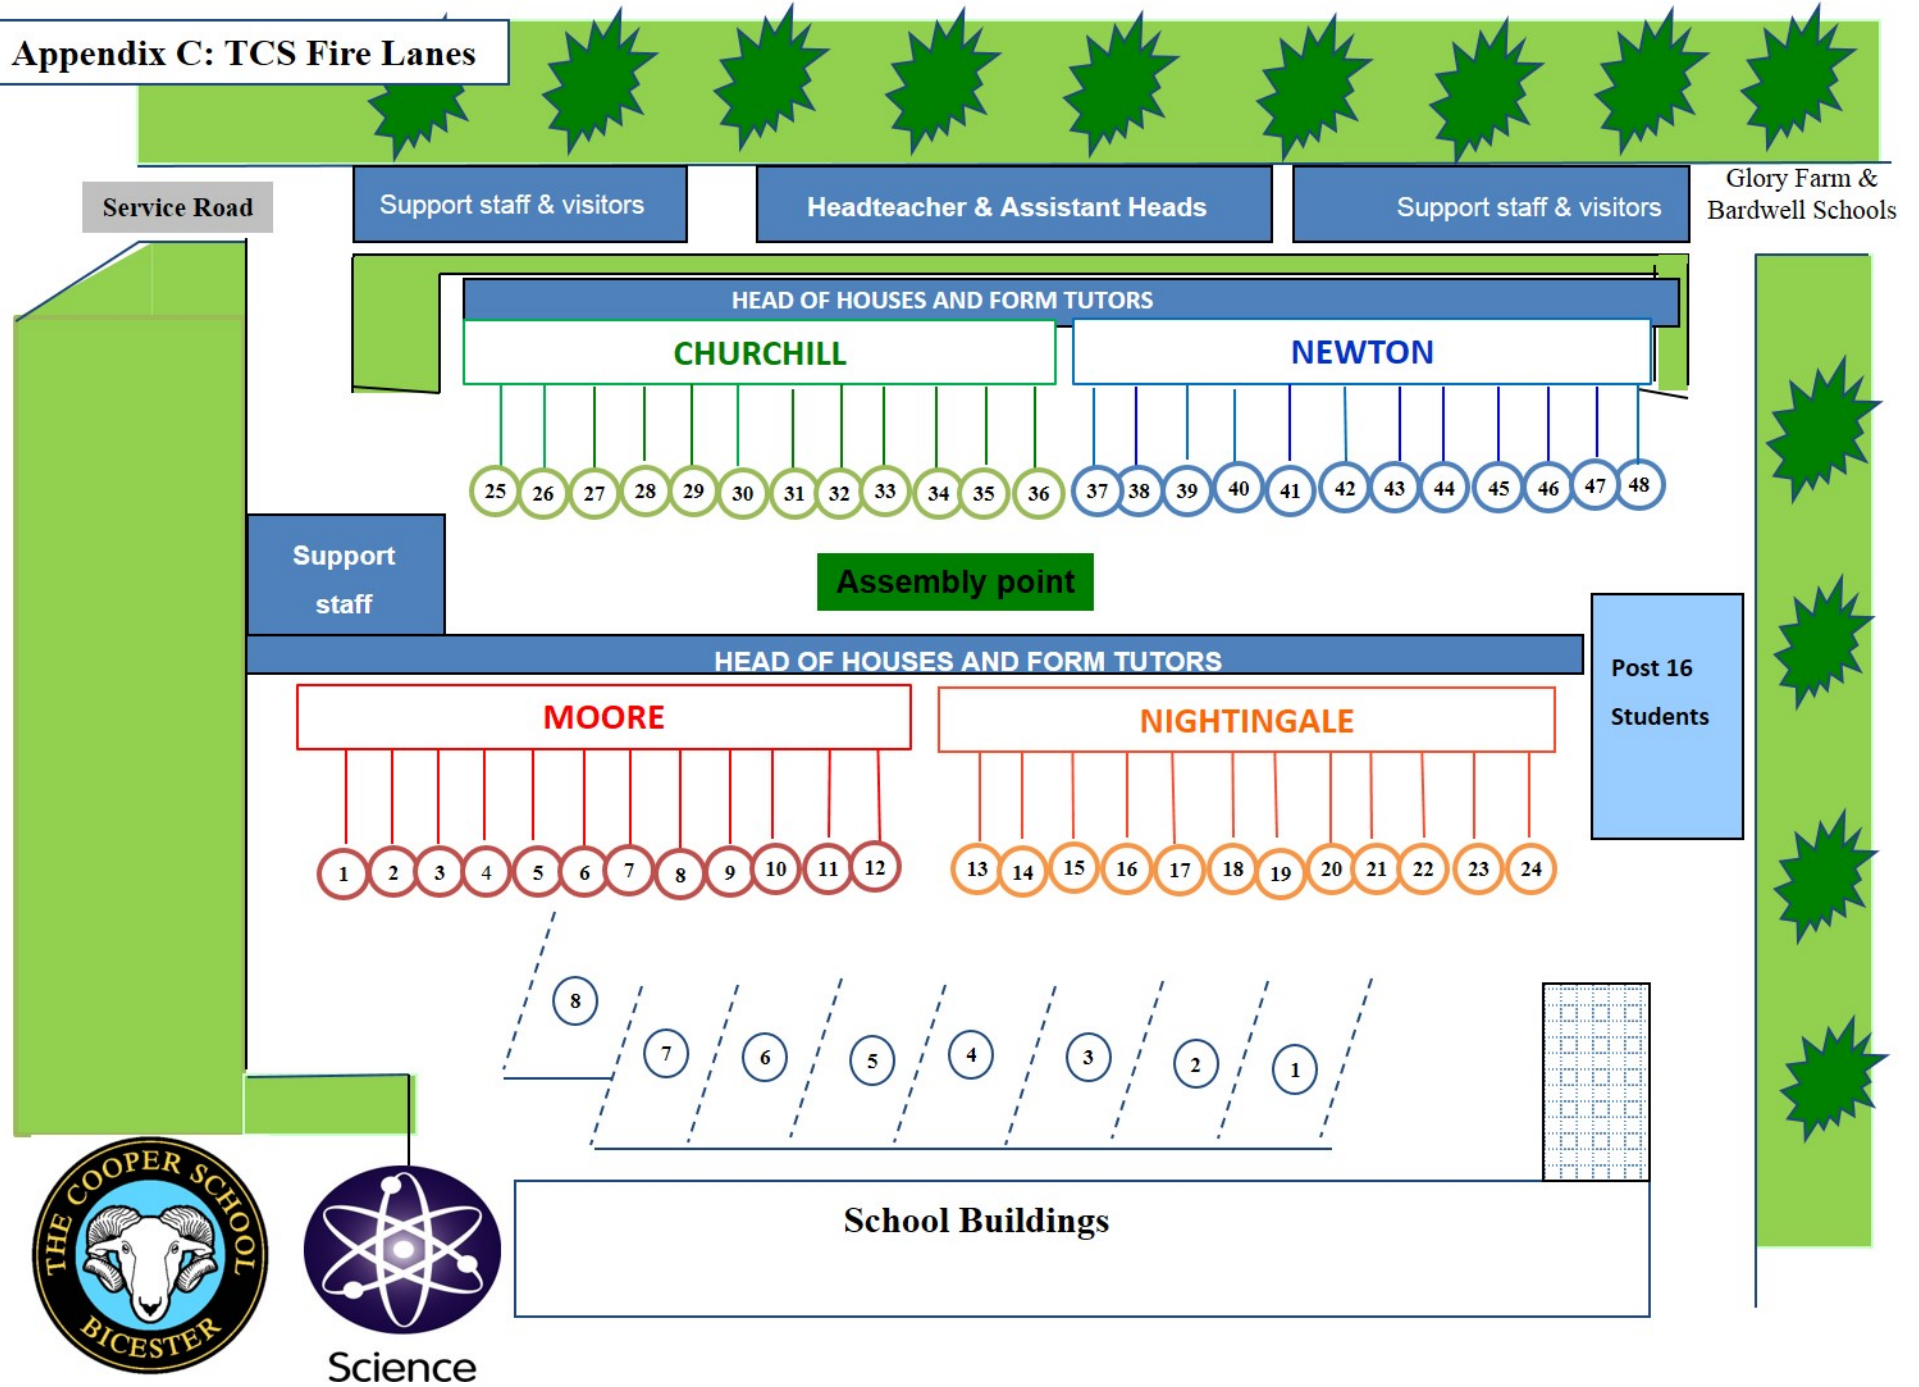 Appendix C: TCS Fire Lanes
Service Road
Support staff & visitors
Headteacher & Assistant Heads
Support staff & visitors
Glory Farm &
Bardwell Schools
HEAD OF HOUSES AND FORM TUTORS
CHURCHILL
NEWTON
25 26 27 28 29 30 31 32 33 34 35 36
37 38 39 40 41 42 43 44 45 46 47 48
Support
staff
Assembly point
HEAD OF HOUSES AND FORM TUTORS
Post 16
Students
MOORE
NIGHTINGALE
1 2 3 4 5 6 7 8 9 10 11 12
13 14 15 16 17 18 19 20 21 22 23 24
8 7 6 5 4 3 2 1
THE COOPER SCHOOL
BICESTER
Science
School Buildings